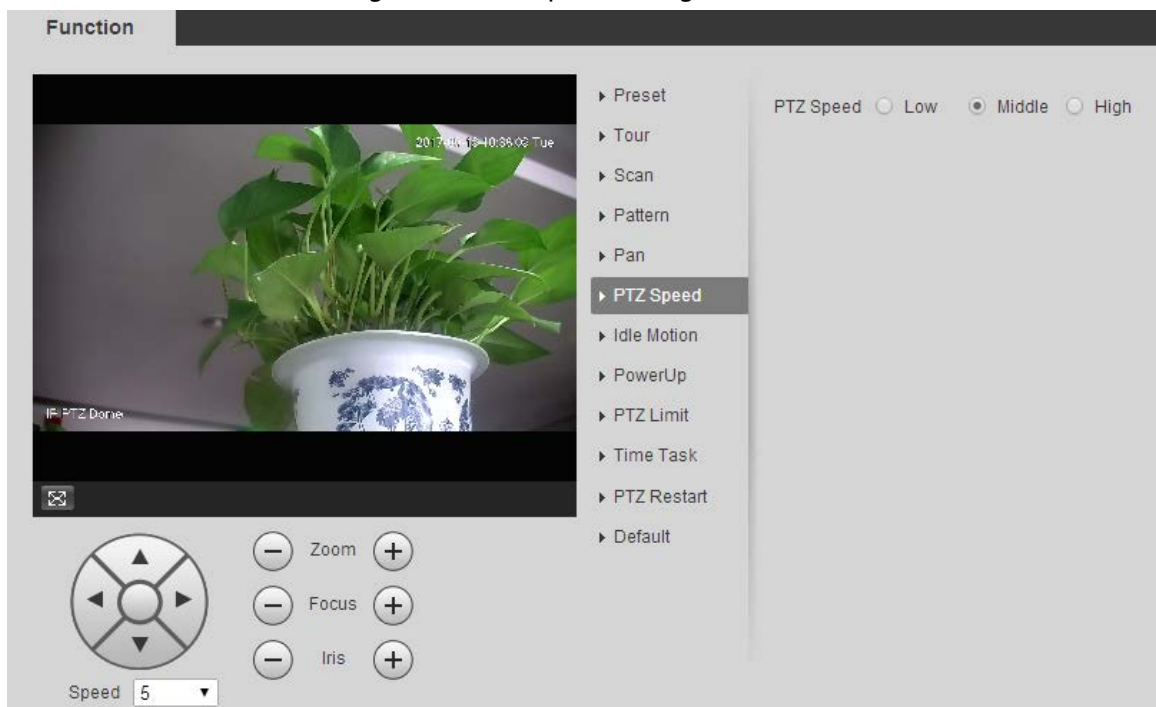 Function
Preset
Tour
Scan
Pattern
Pan
PTZ Speed
Idle Motion
PowerUp
PTZ Limit
Time Task
PTZ Restart
Default
PTZ Speed Low Middle High
PTZ Dome
Zoom
Focus
Iris
Speed 5